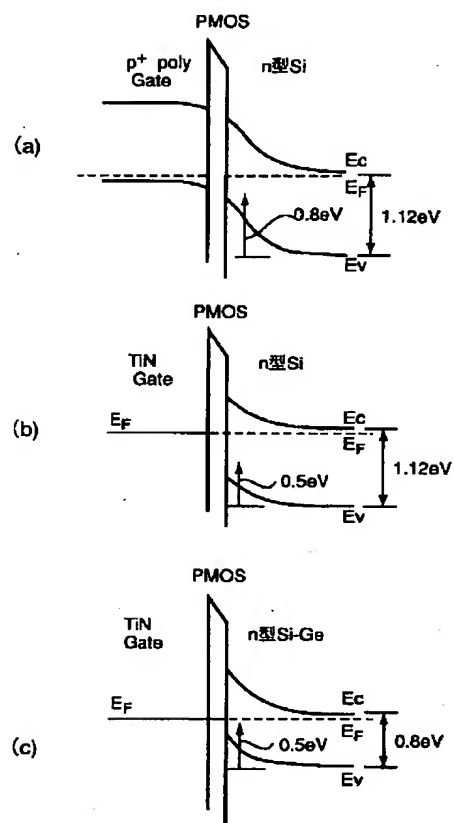 PMOS
p+ poly
Gate
n型Si
(a)
Ec
EF
0.8eV
1.12eV
Ev
PMOS
TiN
Gate
n型Si
(b)
EF
Ec
EF
0.5eV
1.12eV
Ev
PMOS
TiN
Gate
n型Si-Ge
(c)
EF
Ec
EF
0.5eV
0.8eV
Ev